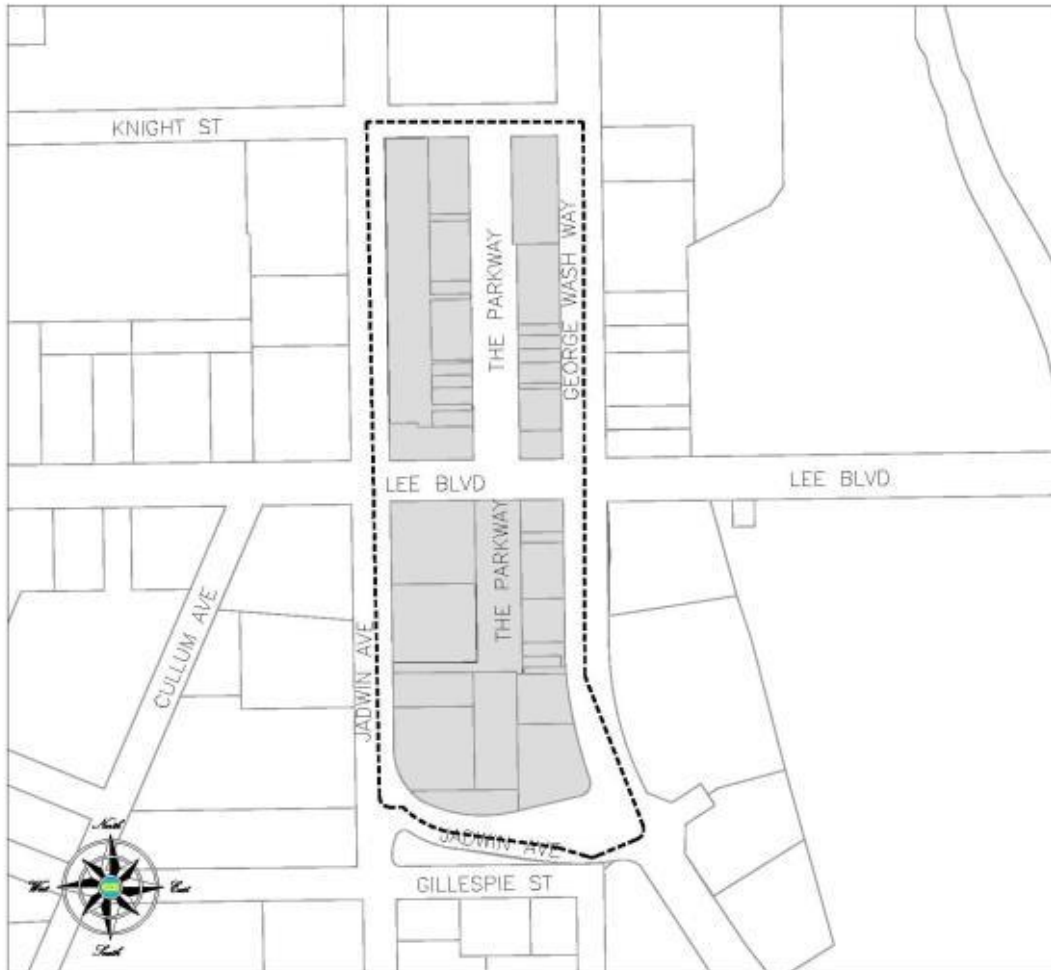 KNIGHT ST
THE PARKWAY
GEORGE WASH WAY
LEE BLVD
LEE BLVD
THE PARKWAY
CULLUM AVE
JADWIN AVE
North
West
East
South
JADWIN AVE
GILLESPIE ST